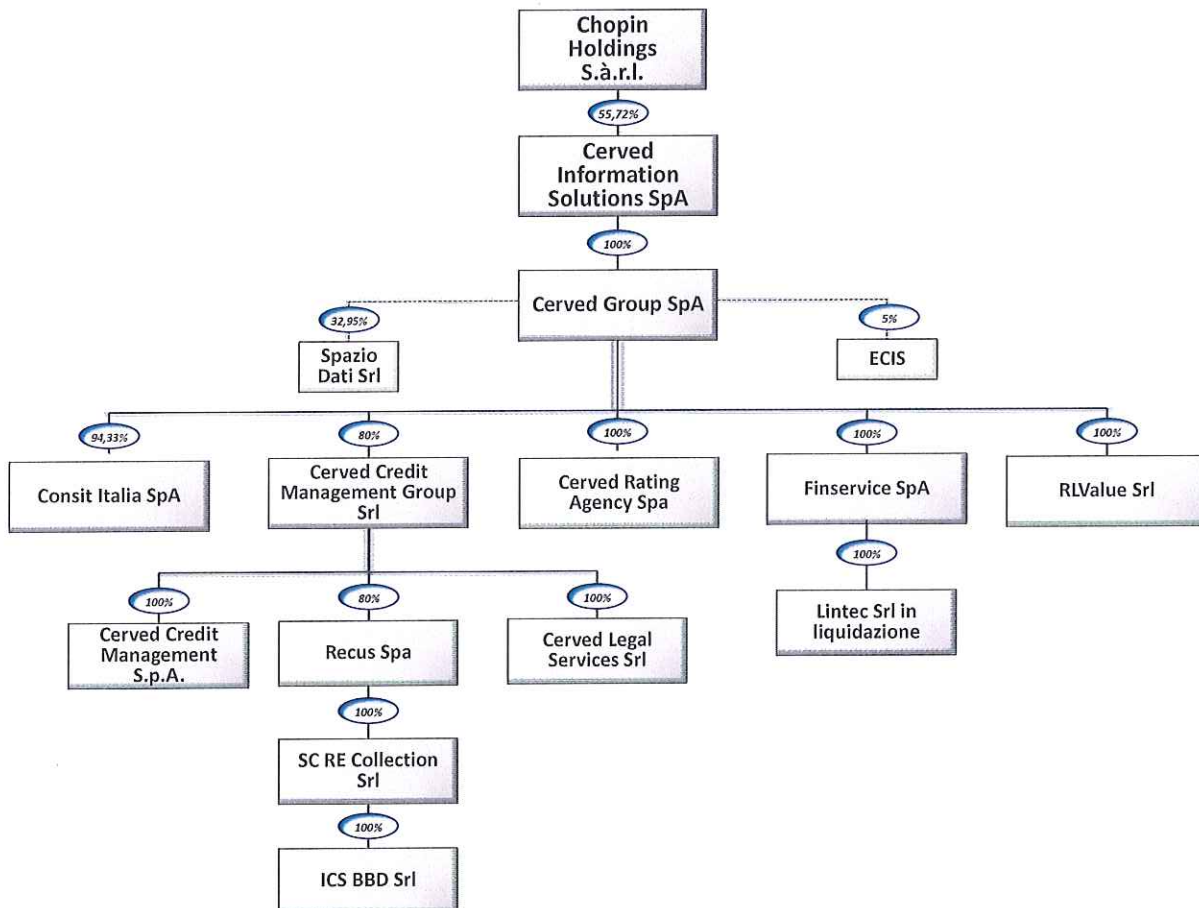 Chopin
Holdings
S.à.r.l.
55,72%
Cerved
Information
Solutions SpA
100%
Cerved Group SpA
32,95%
5%
Spazio
Dati Srl
ECIS
94,33%
80%
100%
100%
100%
Consit Italia SpA
Cerved Credit
Management Group
Srl
Cerved Rating
Agency Spa
Finservice SpA
RLValue Srl
100%
80%
100%
100%
Cerved Credit
Management
S.p.A.
Recus Spa
Cerved Legal
Services Srl
Lintec Srl in
liquidazione
100%
SC RE Collection
Srl
100%
ICS BBD Srl